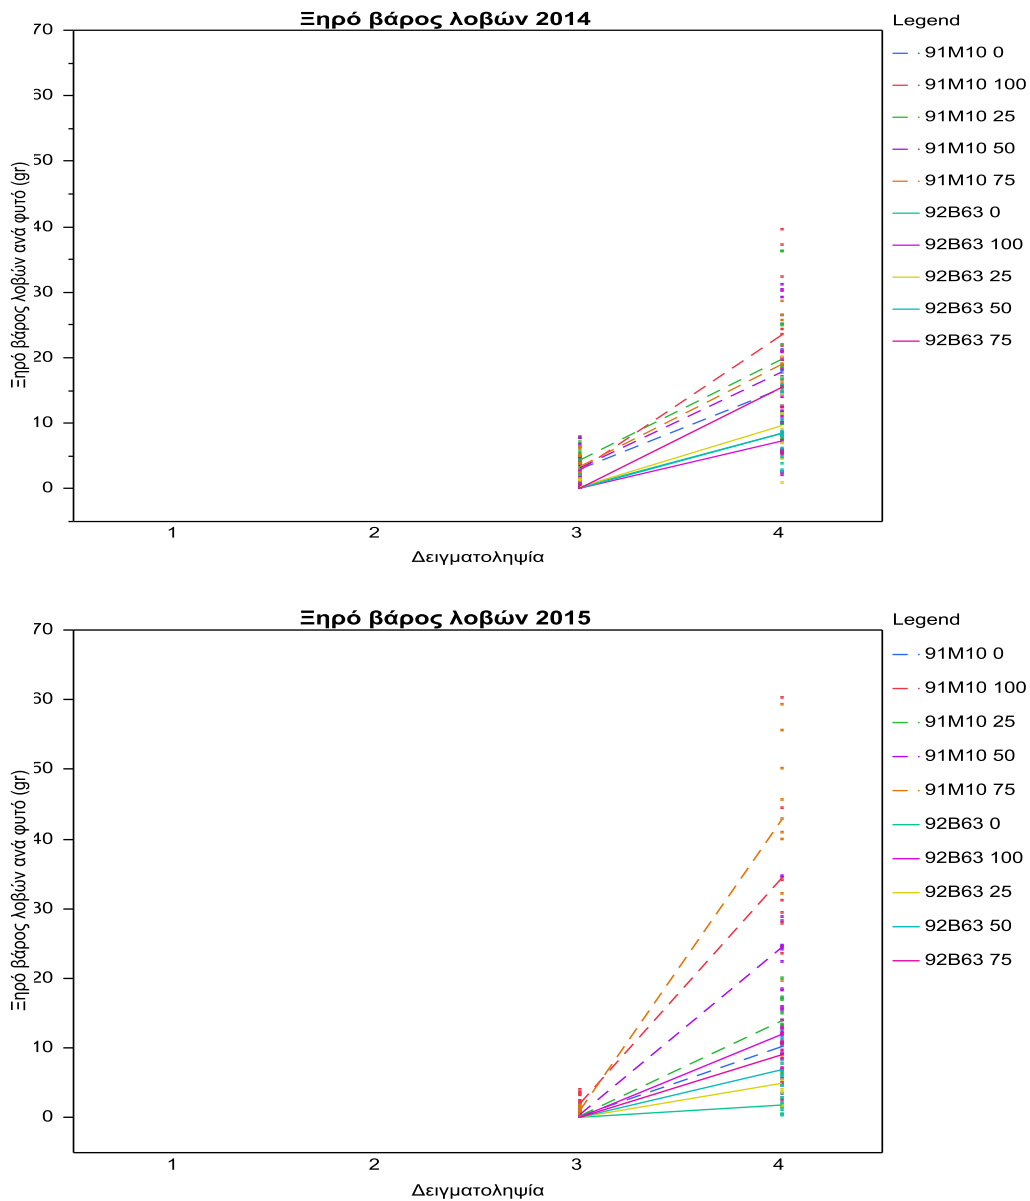 Ξηρό βάρος λοβών 2014
Ξηρό βάρος λοβών ανά φυτό (gr)
70
60
50
40
30
20
10
0
1 2 3 4
Δειγματοληψία
Legend
91M10 0
91M10 100
91M10 25
91M10 50
91M10 75
92B63 0
92B63 100
92B63 25
92B63 50
92B63 75
Ξηρό βάρος λοβών 2015
Ξηρό βάρος λοβών ανά φυτό (gr)
70
60
50
40
30
20
10
0
1 2 3 4
Δειγματοληψία
Legend
91M10 0
91M10 100
91M10 25
91M10 50
91M10 75
92B63 0
92B63 100
92B63 25
92B63 50
92B63 75